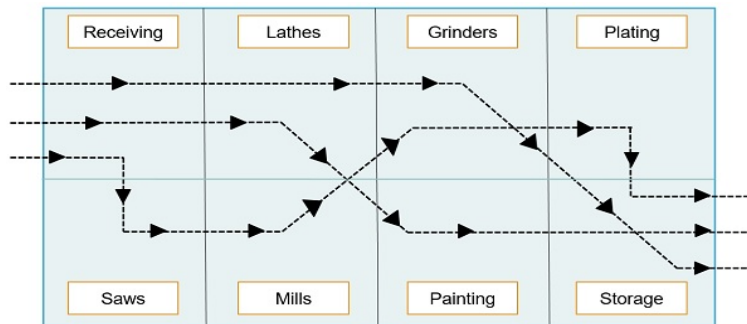 Receiving
Lathes
Grinders
Plating
Saws
Mills
Painting
Storage